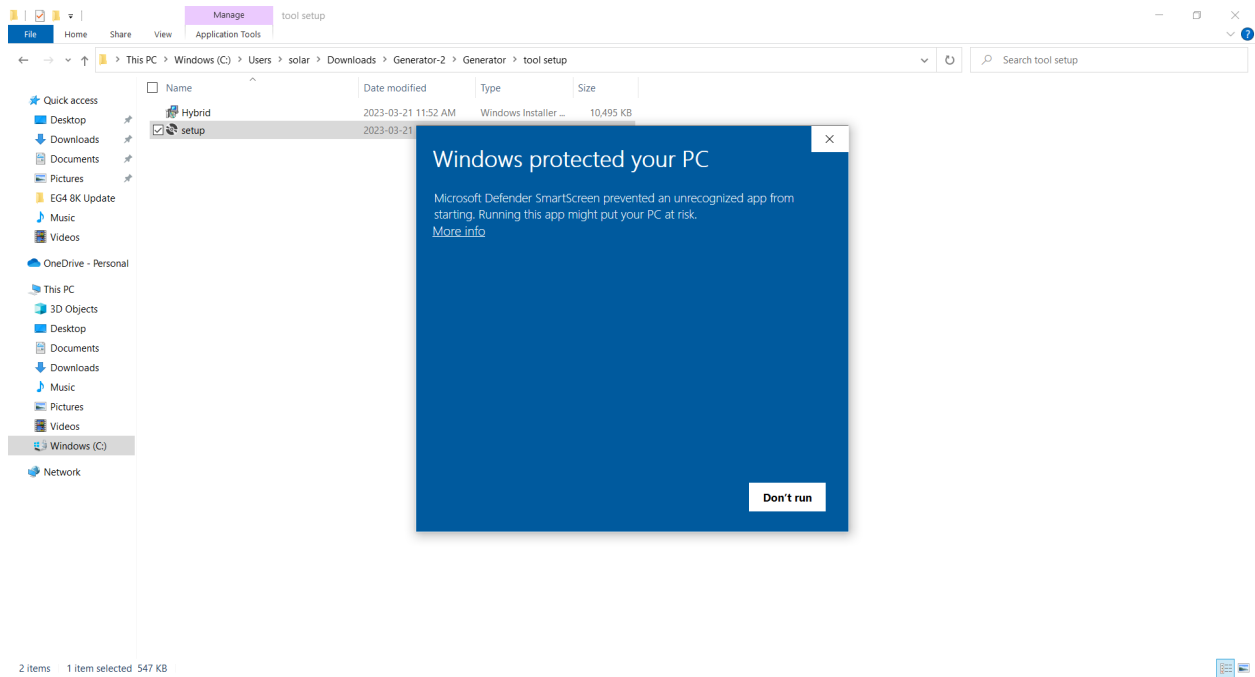 Manage tool setup
File Home Share View Application Tools
This PC > Windows (C:) > Users > solar > Downloads > Generator-2 > Generator > tool setup
Search tool setup
Name Date modified Type Size
Hybrid 2023-03-21 11:52 AM Windows Installer ... 10,495 KB
setup 2023-03-21
Quick access
Desktop
Downloads
Documents
Pictures
EG4 8K Update
Music
Videos
OneDrive - Personal
This PC
3D Objects
Desktop
Documents
Downloads
Music
Pictures
Videos
Windows (C:)
Network
Windows protected your PC
Microsoft Defender SmartScreen prevented an unrecognized app from
starting. Running this app might put your PC at risk.
More info
Don't run
2 items 1 item selected 547 KB